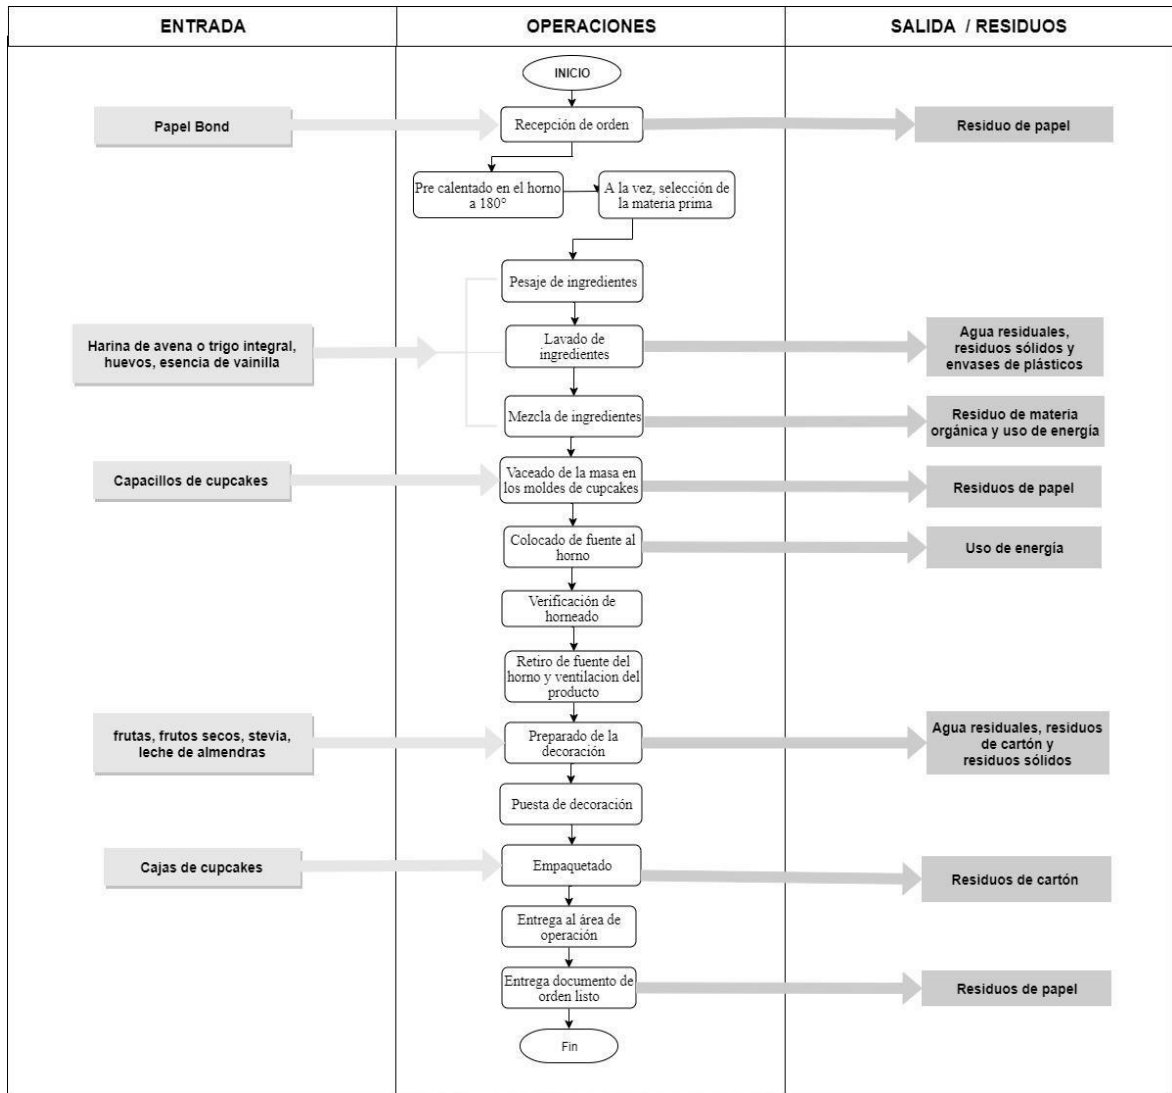 ENTRADA
OPERACIONES
SALIDA / RESIDUOS
INICIO
Papel Bond
Recepción de orden
Residuo de papel
Pre calentado en el horno
a 180°
A la vez, selección de
la materia prima
Pesaje de ingredientes
Harina de avena o trigo integral,
huevos, esencia de vainilla
Lavado de
ingredientes
Agua residuales,
residuos sólidos y
envases de plásticos
Mezcla de ingredientes
Residuo de materia
orgánica y uso de energía
Capacillos de cupcakes
Vaceado de la masa en
los moldes de cupcakes
Residuos de papel
Colocado de fuente al
horno
Uso de energía
Verificación de
horneado
Retiro de fuente del
horno y ventilacion del
producto
frutas, frutos secos, stevia,
leche de almendras
Preparado de la
decoración
Agua residuales, residuos
de cartón y
residuos sólidos
Puesta de decoración
Cajas de cupcakes
Empaquetado
Residuos de cartón
Entrega al área de
operación
Entrega documento de
orden listo
Residuos de papel
Fin